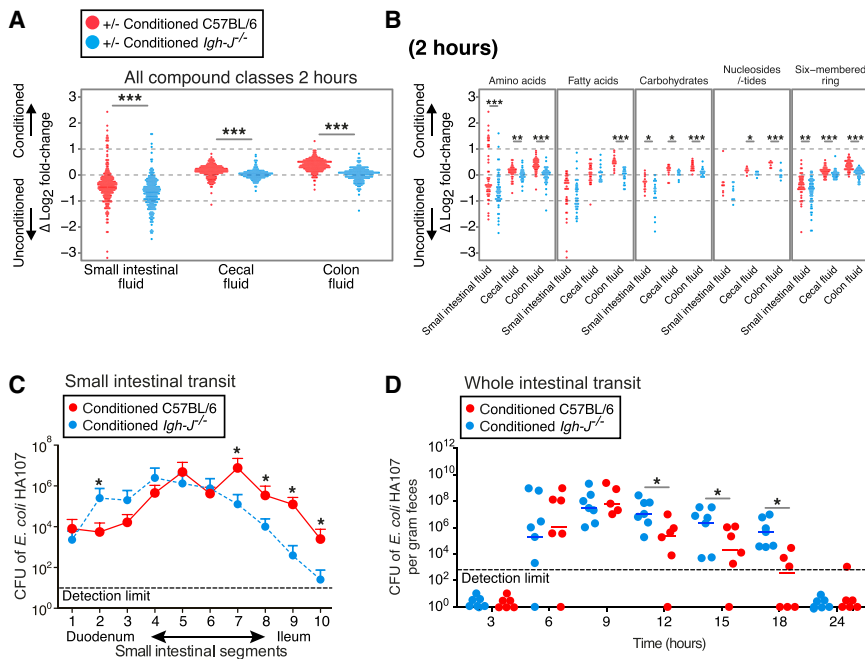 A
+/- Conditioned C57BL/6
+/- Conditioned Igh-J-/-
All compound classes 2 hours
Conditioned
Unconditioned
Δ Log2 fold-change
3
2
1
0
−1
−2
−3
***
***
***
Small intestinal fluid
Cecal fluid
Colon fluid
B
(2 hours)
Amino acids
Fatty acids
Carbohydrates
Nucleosides /-tides
Six−membered ring
Conditioned
Unconditioned
Δ Log2 fold-change
3
2
1
0
−1
−2
−3
***
**
***
***
*
*
***
*
***
**
***
***
Small intestinal fluid
Cecal fluid
Colon fluid
Small intestinal fluid
Cecal fluid
Colon fluid
Small intestinal fluid
Cecal fluid
Colon fluid
Small intestinal fluid
Cecal fluid
Colon fluid
Small intestinal fluid
Cecal fluid
Colon fluid
C
Small intestinal transit
Conditioned C57BL/6
Conditioned Igh-J-/-
CFU of E. coli HA107
10^8
10^6
10^4
10^2
10^0
*
*
*
*
*
Detection limit
1 2 3 4 5 6 7 8 9 10
Duodenum
Ileum
Small intestinal segments
D
Whole intestinal transit
Conditioned C57BL/6
Conditioned Igh-J-/-
CFU of E. coli HA107
per gram feces
10^12
10^10
10^8
10^6
10^4
10^2
10^0
*
*
*
Detection limit
3 6 9 12 15 18 24
Time (hours)